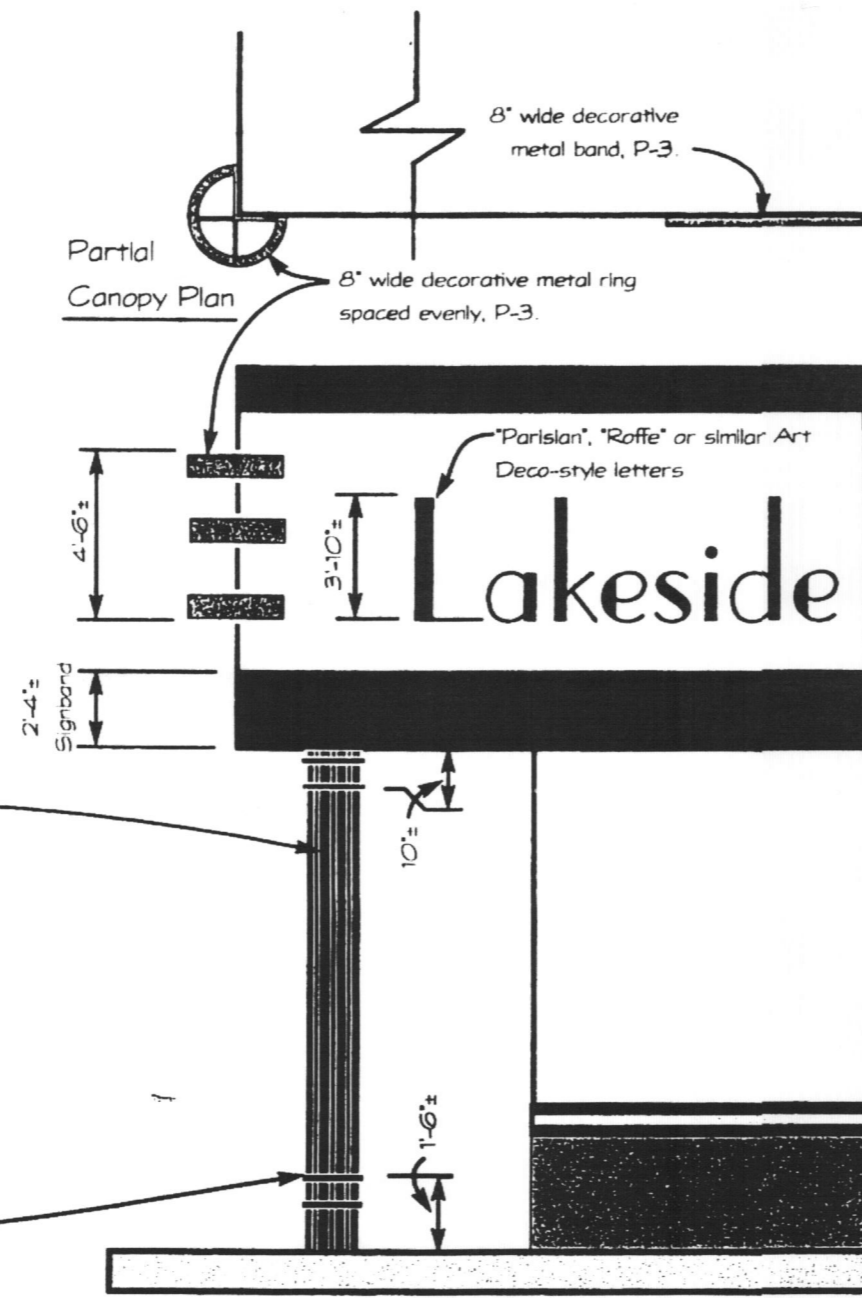 8" wide decorative
metal band, P-3.
Partial
Canopy Plan
8" wide decorative metal ring
spaced evenly, P-3.
"Parisian", "Roffe" or similar Art
Deco-style letters
4'-6"±
3'-10"±
Lakeside
2'-4"±
Signband
10"±
1'-6"±